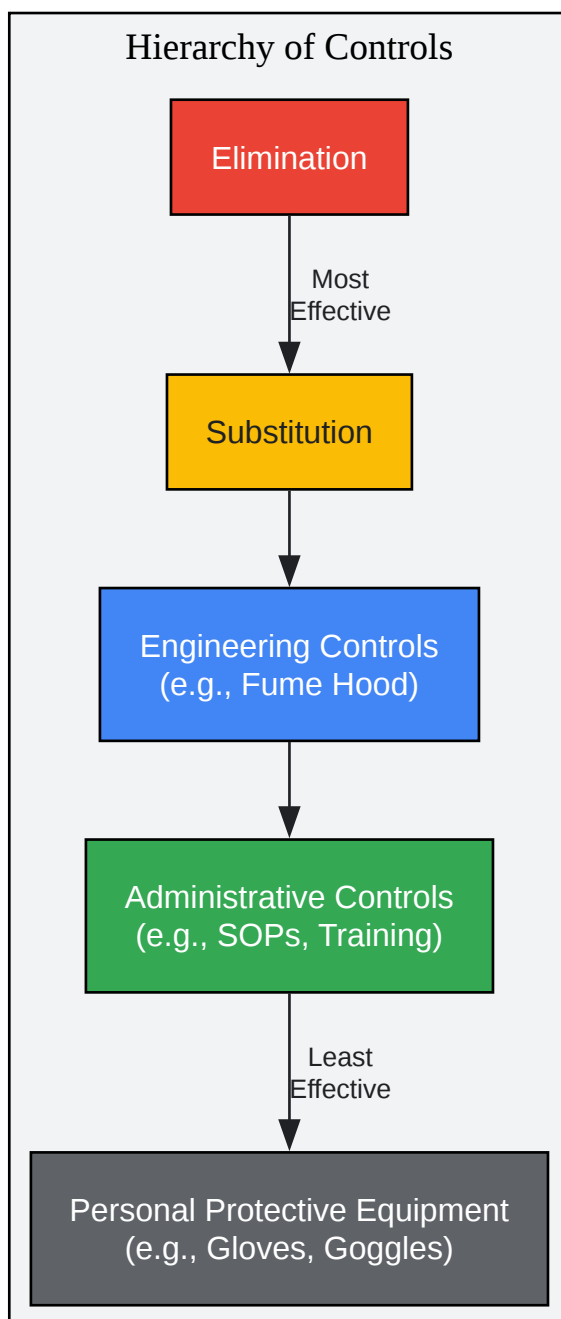 Hierarchy of Controls
Elimination
Most
Effective
Substitution
Engineering Controls
(e.g., Fume Hood)
Administrative Controls
(e.g., SOPs, Training)
Least
Effective
Personal Protective Equipment
(e.g., Gloves, Goggles)